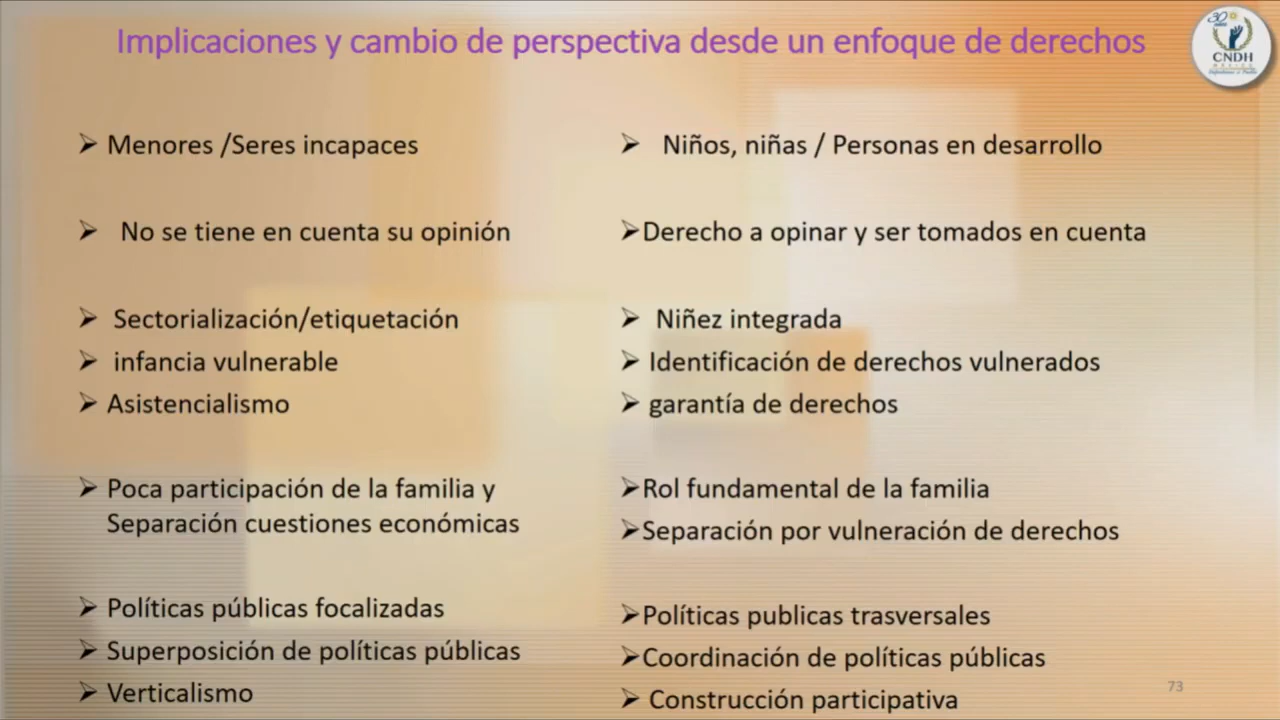 Implicaciones y cambio de perspectiva desde un enfoque de derechos
30
CNDH
MÉXICO
Menores /Seres incapaces
No se tiene en cuenta su opinión
Sectorialización/etiquetación
infancia vulnerable
Asistencialismo
Poca participación de la familia y
Separación cuestiones económicas
Políticas públicas focalizadas
Superposición de políticas públicas
Verticalismo
Niños, niñas / Personas en desarrollo
Derecho a opinar y ser tomados en cuenta
Niñez integrada
Identificación de derechos vulnerados
garantía de derechos
Rol fundamental de la familia
Separación por vulneración de derechos
Políticas publicas trasversales
Coordinación de políticas públicas
Construcción participativa
73